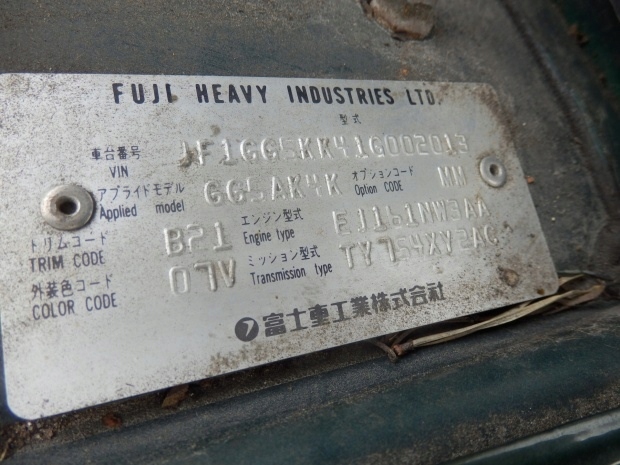 FUJI HEAVY INDUSTRIES LTD.
型式
車台番号 VIN JF1GG5KK41G002013
アプライドモデル Applied model GG5AK4K オプションコード Option CODE MM
トリムコード TRIM CODE B21 エンジン型式 Engine type EJ161NW3AA
外装色コード COLOR CODE 07V ミッション型式 Transmission type TY754XV2AC
富士重工業株式会社